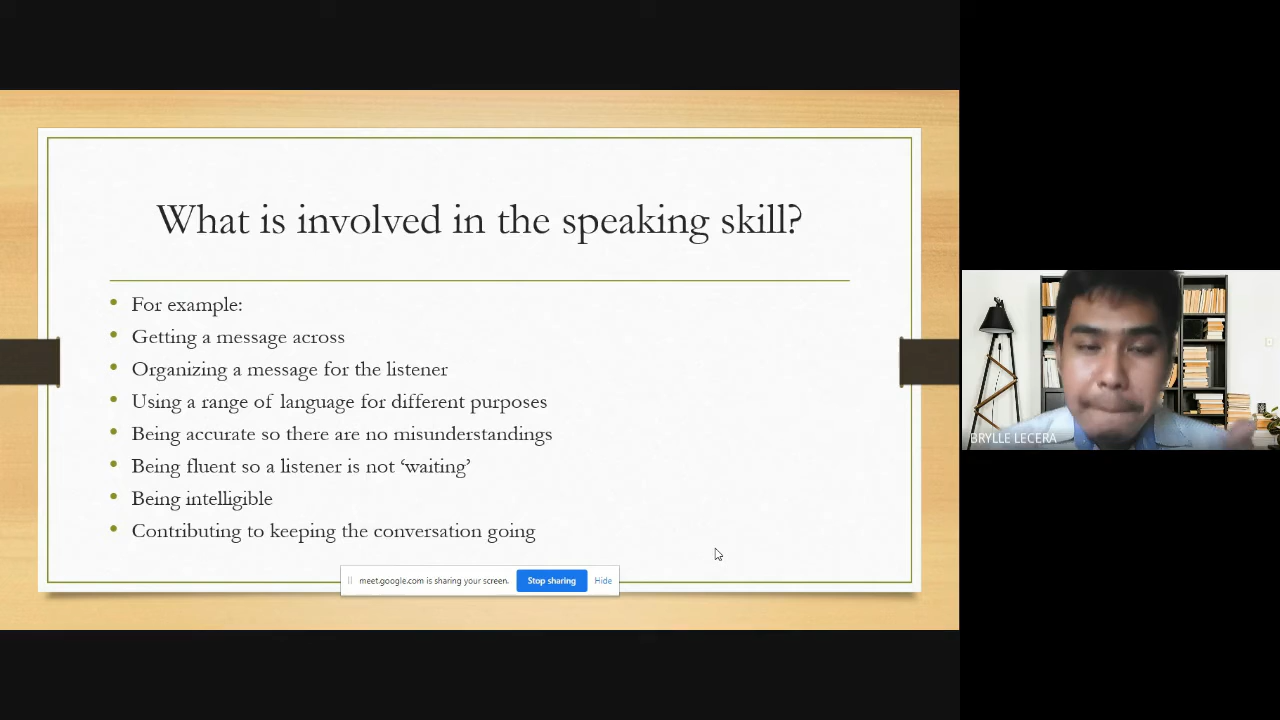 What is involved in the speaking skill?
• For example:
• Getting a message across
• Organizing a message for the listener
• Using a range of language for different purposes
• Being accurate so there are no misunderstandings
• Being fluent so a listener is not ‘waiting’
• Being intelligible
• Contributing to keeping the conversation going
meet.google.com is sharing your screen. Stop sharing Hide
BRYLLE LECERA